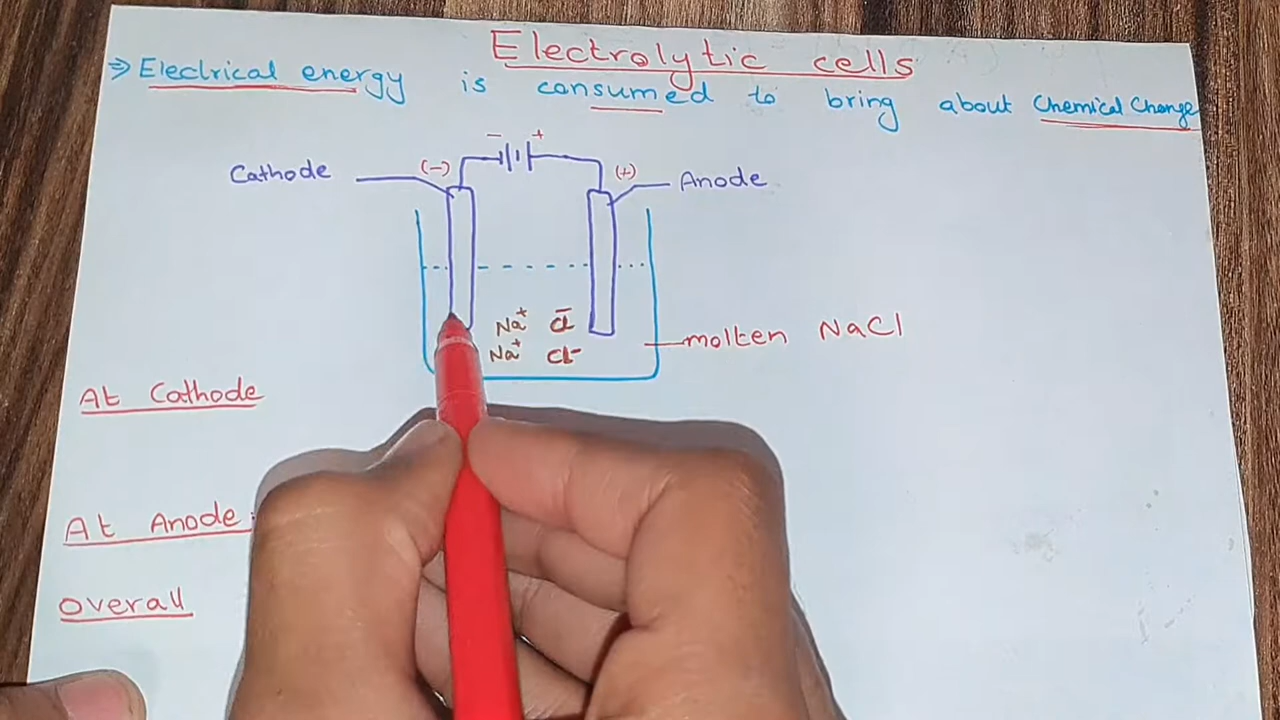 Electrolytic cells
⇒ Electrical energy is consumed to bring about Chemical Change
- +
Cathode (-) (+) Anode
Na⁺ Cl⁻
Na⁺ Cl⁻
molten NaCl
At Cathode
At Anode:
Overall